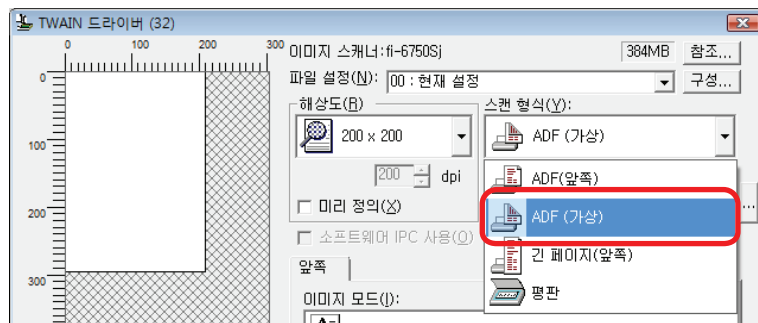 TWAIN 드라이버 (32)
0 100 200 300
이미지 스캐너:fi-6750Sj 384MB 참조...
파일 설정(N): 00 : 현재 설정 구성...
해상도(R) 스캔 형식(Y):
200 x 200 ADF (가상)
200 dpi
ADF(앞쪽)
미리 정의(X) ADF (가상) ...
소프트웨어 IPC 사용(O)
긴 페이지(앞쪽)
앞쪽
평판
이미지 모드(I):
0
100
200
300